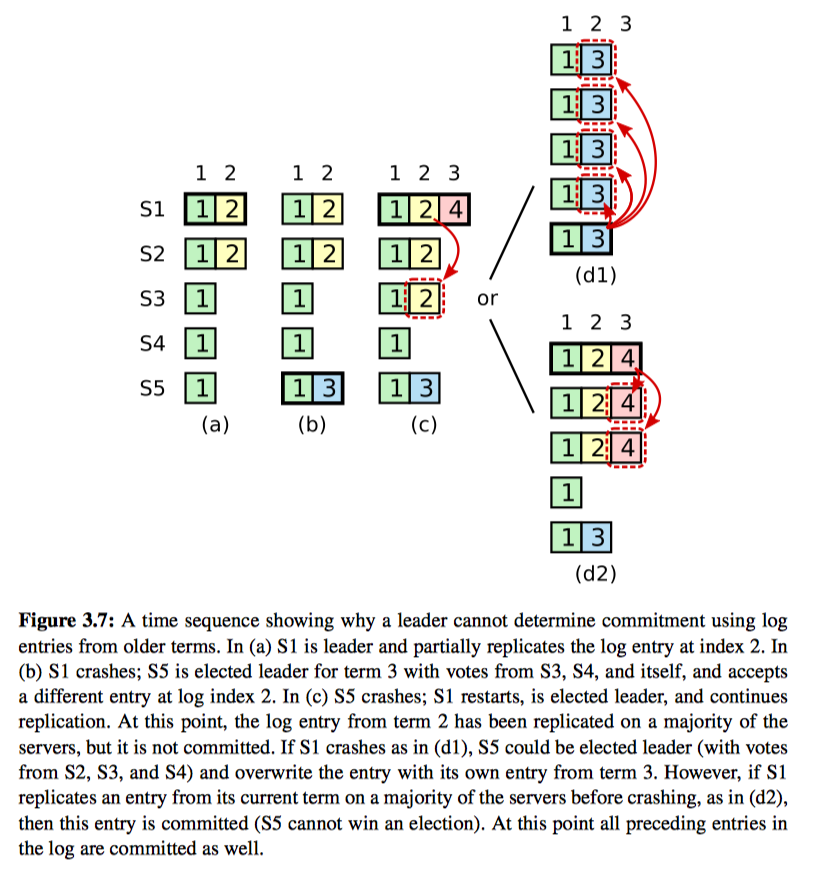 1 2 3
1 3
1 3
1 3
1 3
1 3
(d1)
1 2
1 2
1 2 3
S1
1 2
1 2
1 2 4
S2
1 2
1 2
1 2
S3
1
1
1 2
S4
1
1
1
S5
1
1 3
1 3
(a)
(b)
(c)
or
1 2 3
1 2 4
1 2 4
1 2 4
1
1 3
(d2)
Figure 3.7: A time sequence showing why a leader cannot determine commitment using log
entries from older terms. In (a) S1 is leader and partially replicates the log entry at index 2. In
(b) S1 crashes; S5 is elected leader for term 3 with votes from S3, S4, and itself, and accepts
a different entry at log index 2. In (c) S5 crashes; S1 restarts, is elected leader, and continues
replication. At this point, the log entry from term 2 has been replicated on a majority of the
servers, but it is not committed. If S1 crashes as in (d1), S5 could be elected leader (with votes
from S2, S3, and S4) and overwrite the entry with its own entry from term 3. However, if S1
replicates an entry from its current term on a majority of the servers before crashing, as in (d2),
then this entry is committed (S5 cannot win an election). At this point all preceding entries in
the log are committed as well.